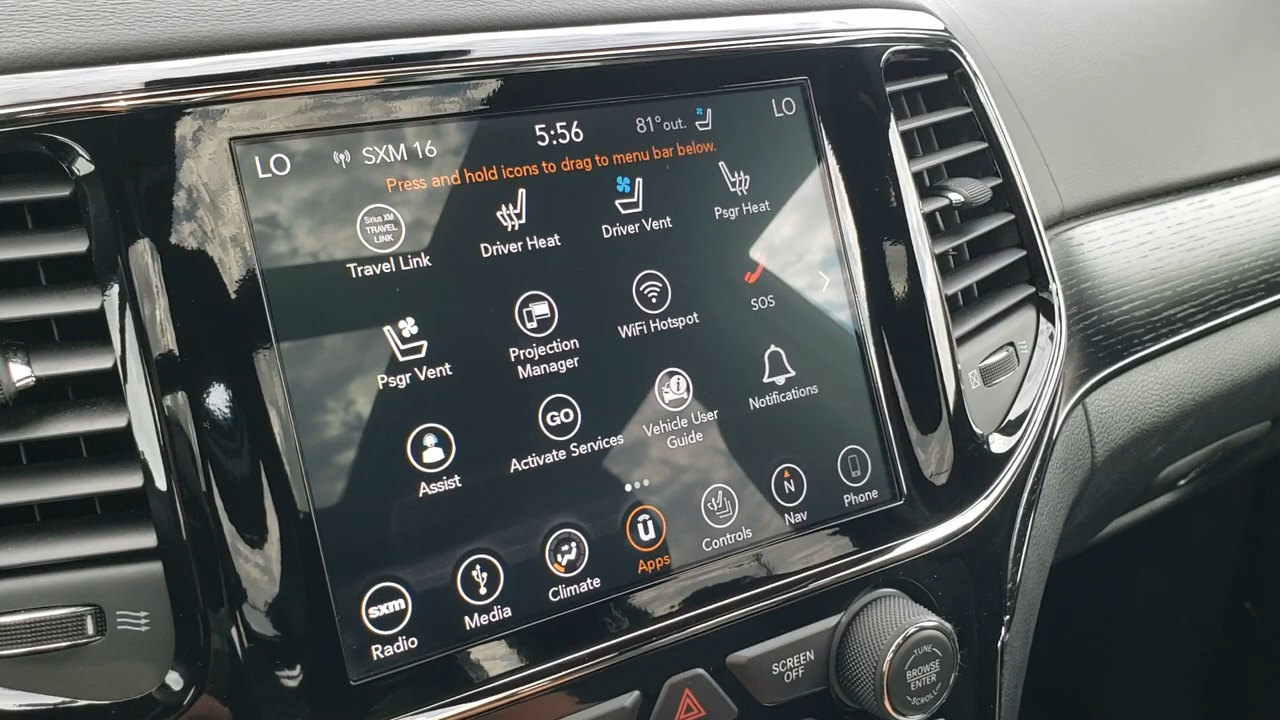 LO
SXM 16
5:56
81° out.
LO
Press and hold icons to drag to menu bar below.
Sirius XM
TRAVEL
LINK
Travel Link
Driver Heat
Driver Vent
Psgr Heat
Psgr Vent
Projection
Manager
WiFi Hotspot
SOS
Assist
GO
Activate Services
Vehicle User
Guide
Notifications
sxm
Radio
Media
Climate
ū
Apps
Controls
N
Nav
Phone
SCREEN
OFF
TUNE
BROWSE
ENTER
SCROLL